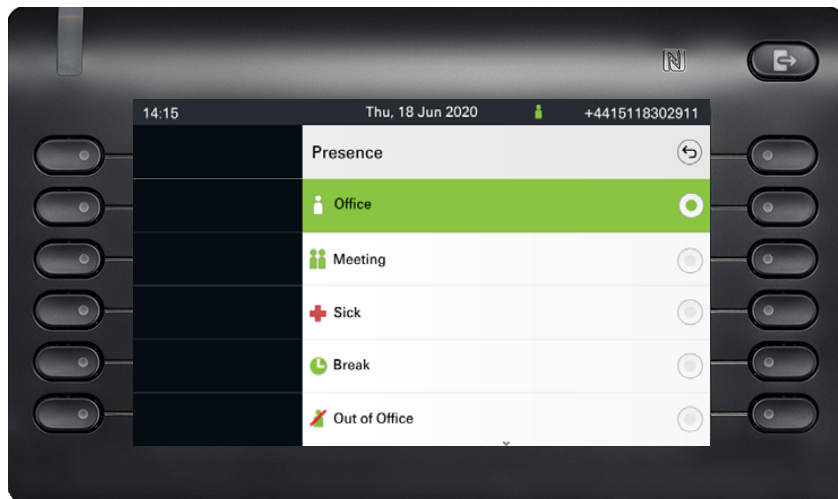 14:15 Thu, 18 Jun 2020 +4415118302911
Presence
Office
Meeting
Sick
Break
Out of Office